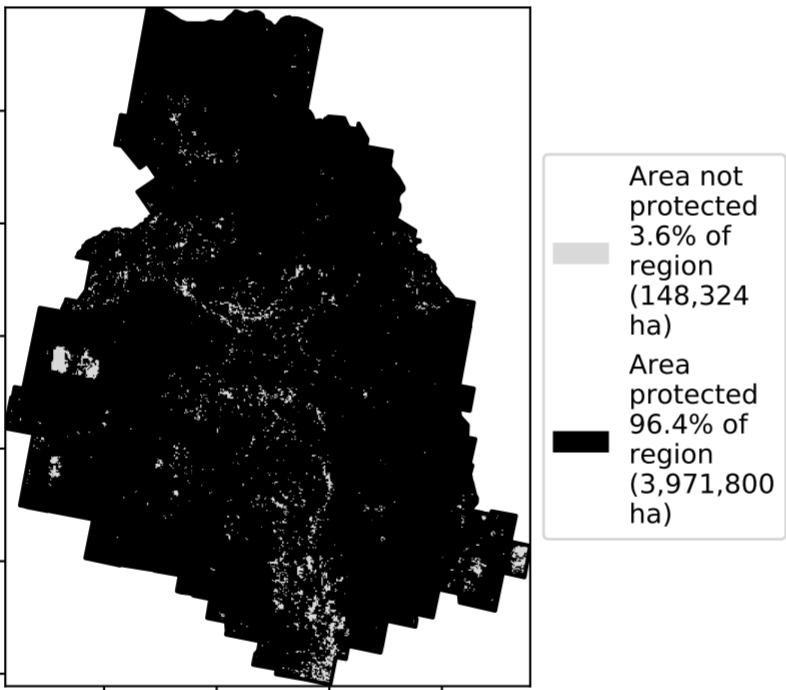 Area not
protected
3.6% of
region
(148,324
ha)
Area
protected
96.4% of
region
(3,971,800
ha)